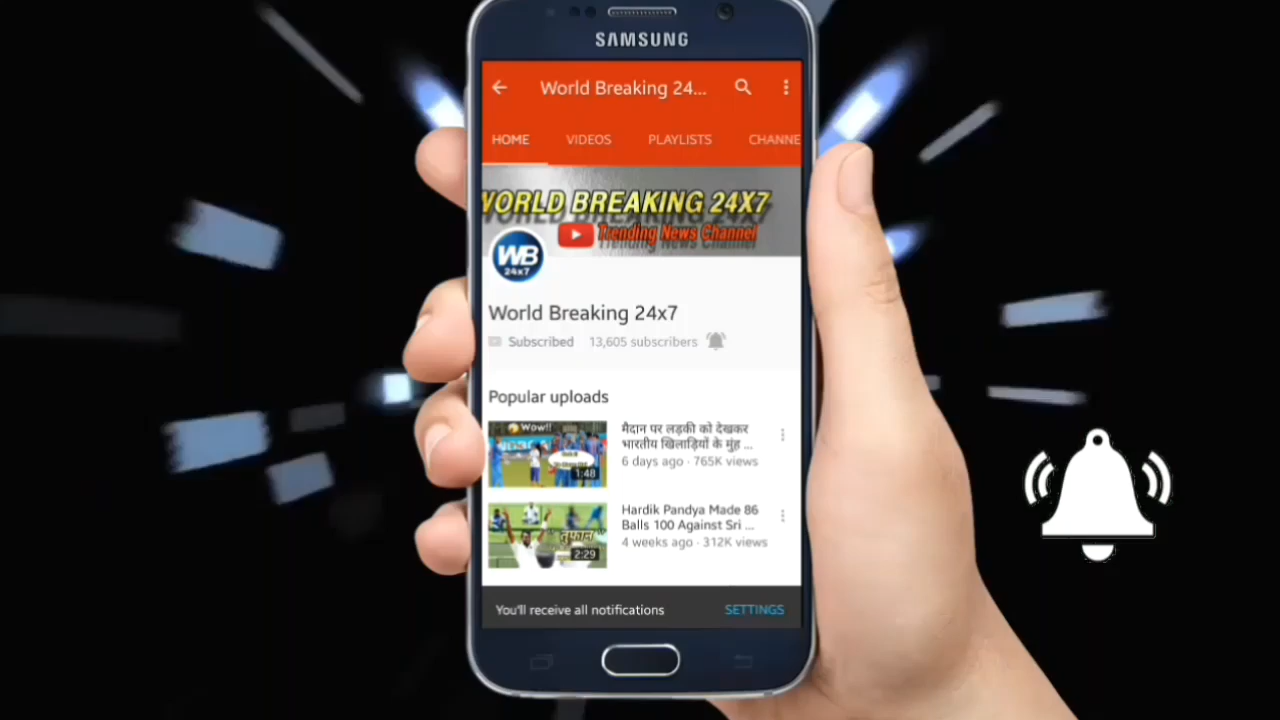 SAMSUNG
World Breaking 24...
HOME VIDEOS PLAYLISTS CHANNE
WORLD BREAKING 24X7
Trending News Channel
WB
24x7
World Breaking 24x7
Subscribed 13,605 subscribers
Popular uploads
Wow!!
1:48
मैदान पर लड़की को देखकर
भारतीय खिलाड़ियों के मुंह ...
6 days ago · 765K views
2:29
Hardik Pandya Made 86
Balls 100 Against Sri ...
4 weeks ago · 312K views
You'll receive all notifications SETTINGS